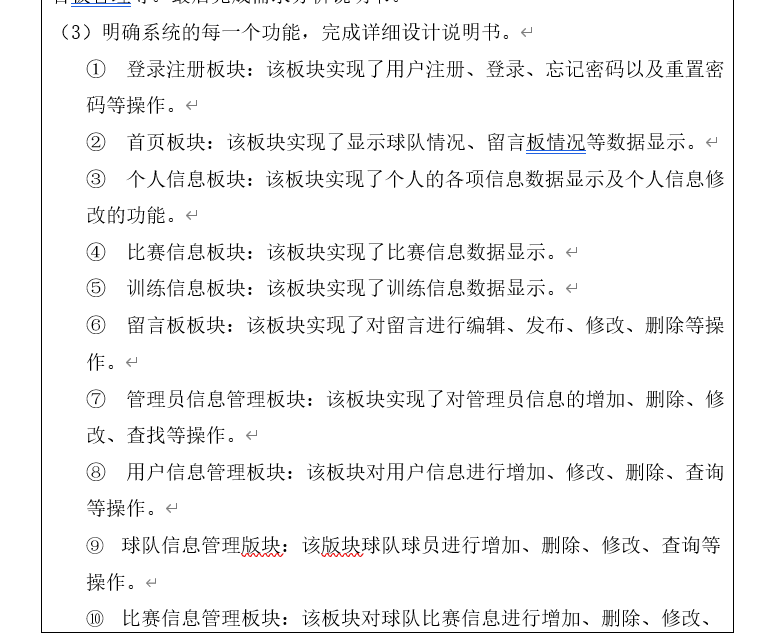 （3）明确系统的每一个功能，完成详细设计说明书。
① 登录注册板块：该板块实现了用户注册、登录、忘记密码以及重置密
码等操作。
② 首页板块：该板块实现了显示球队情况、留言板情况等数据显示。
③ 个人信息板块：该板块实现了个人的各项信息数据显示及个人信息修
改的功能。
④ 比赛信息板块：该板块实现了比赛信息数据显示。
⑤ 训练信息板块：该板块实现了训练信息数据显示。
⑥ 留言板板块：该板块实现了对留言进行编辑、发布、修改、删除等操
作。
⑦ 管理员信息管理板块：该板块实现了对管理员信息的增加、删除、修
改、查找等操作。
⑧ 用户信息管理板块：该板块对用户信息进行增加、修改、删除、查询
等操作。
⑨ 球队信息管理版块：该版块球队球员进行增加、删除、修改、查询等
操作。
⑩ 比赛信息管理板块：该板块对球队比赛信息进行增加、删除、修改、